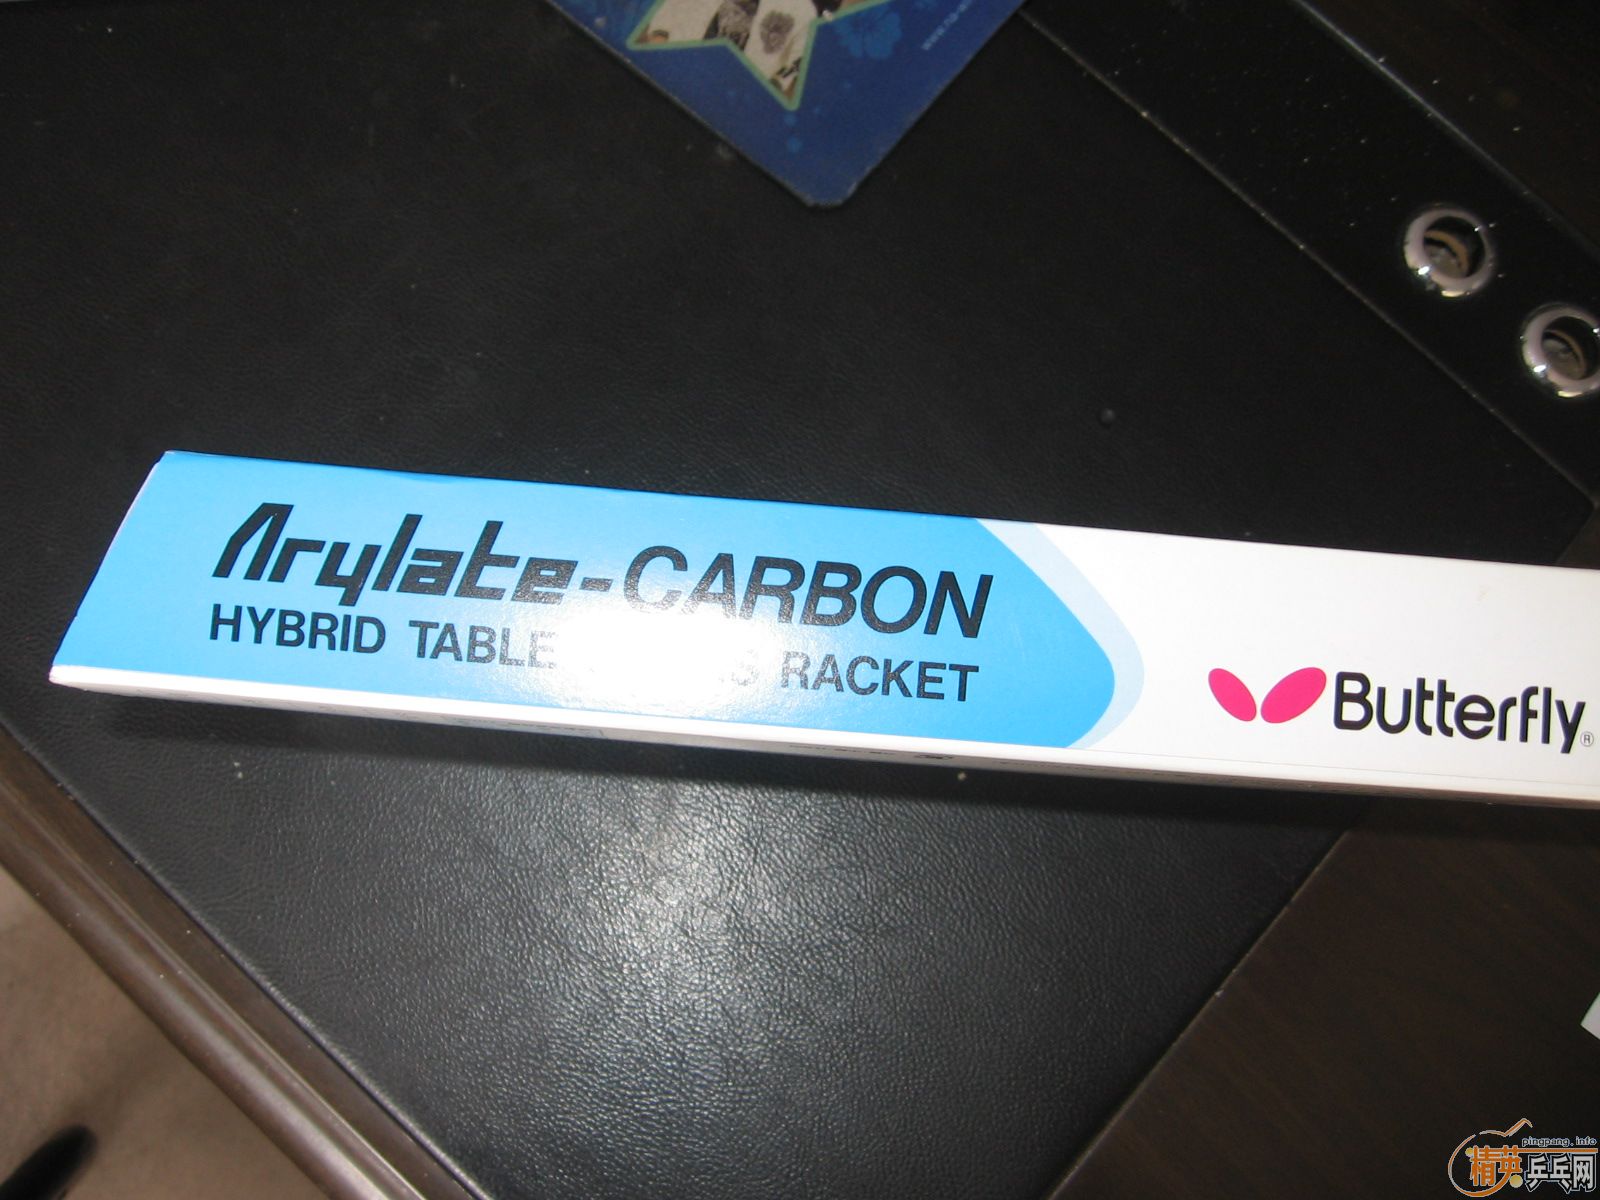 Arylate-CARBON
HYBRID TABLE RACKET
Butterfly®
pingpang.info
精英乒乓网